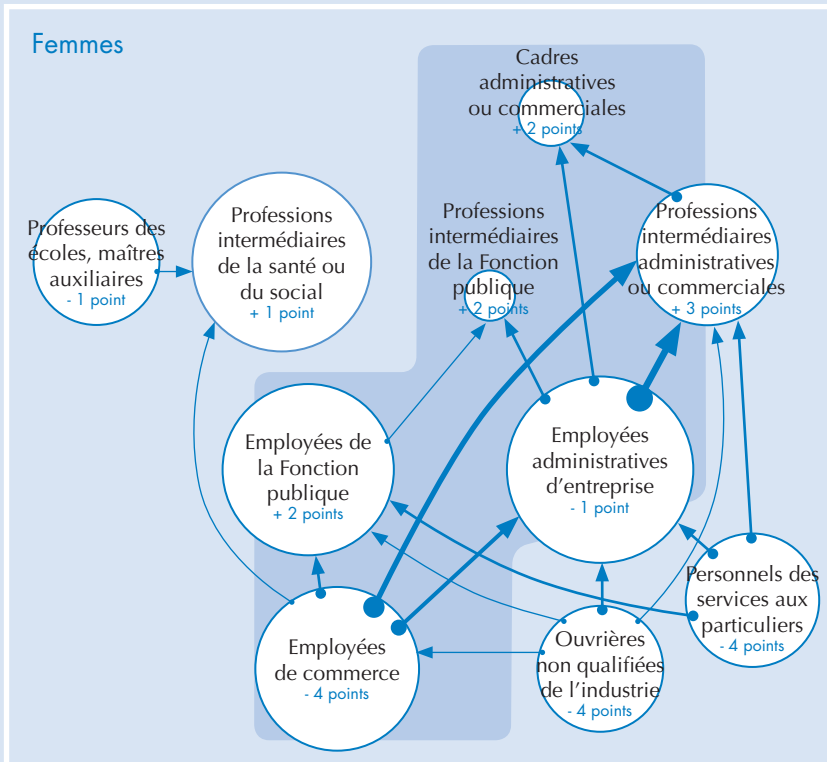 Femmes
Cadres
administratives
ou commerciales
+ 2 points
Professeurs des
écoles, maîtres
auxiliaires
- 1 point
Professions
intermédiaires
de la santé ou
du social
+ 1 point
Professions
intermédiaires
de la Fonction
publique
+ 2 points
Professions
intermédiaires
administratives
ou commerciales
+ 3 points
Employées de
la Fonction
publique
+ 2 points
Employées
administratives
d’entreprise
- 1 point
Employées
de commerce
- 4 points
Ouvrières
non qualifiées
de l’industrie
- 4 points
Personnels des
services aux
particuliers
- 4 points